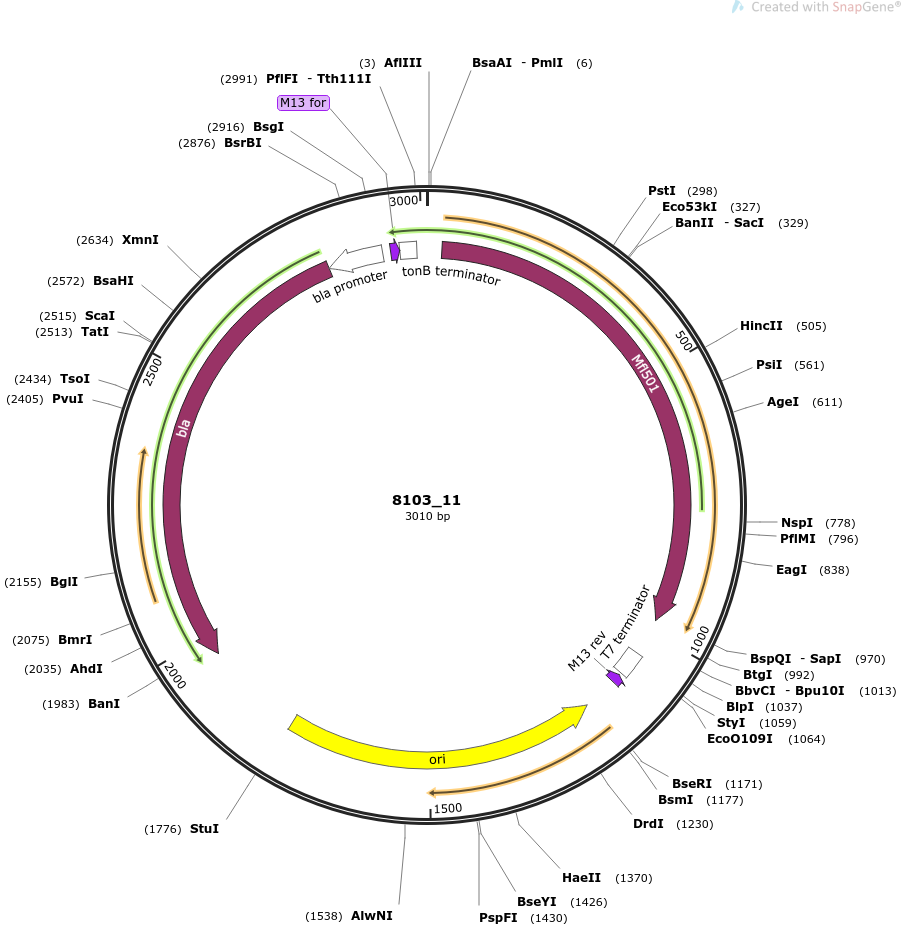 Created with SnapGene®
(3) AflIII
BsaAI - PmlI (6)
(2991) PflFI - Tth111I
M13 for
(2916) BsgI
(2876) BsrBI
PstI (298)
Eco53kI (327)
BanII - SacI (329)
3000
(2634) XmnI
bla promoter
tonB terminator
(2572) BsaHI
(2515) ScaI
(2513) TatI
HincII (505)
500
PsiI (561)
2500
Mfl501
(2434) TsoI
(2405) PvuI
AgeI (611)
bla
8103_11
3010 bp
NspI (778)
PflMI (796)
EagI (838)
(2155) BglI
T7 terminator
M13 rev
(2075) BmrI
1000
(2035) AhdI
2000
BspQI - SapI (970)
BtgI (992)
BbvCI - Bpu10I (1013)
(1983) BanI
BlpI (1037)
StyI (1059)
EcoO109I (1064)
ori
BseRI (1171)
BsmI (1177)
1500
DrdI (1230)
(1776) StuI
HaeII (1370)
BseYI (1426)
(1538) AlwNI
PspFI (1430)